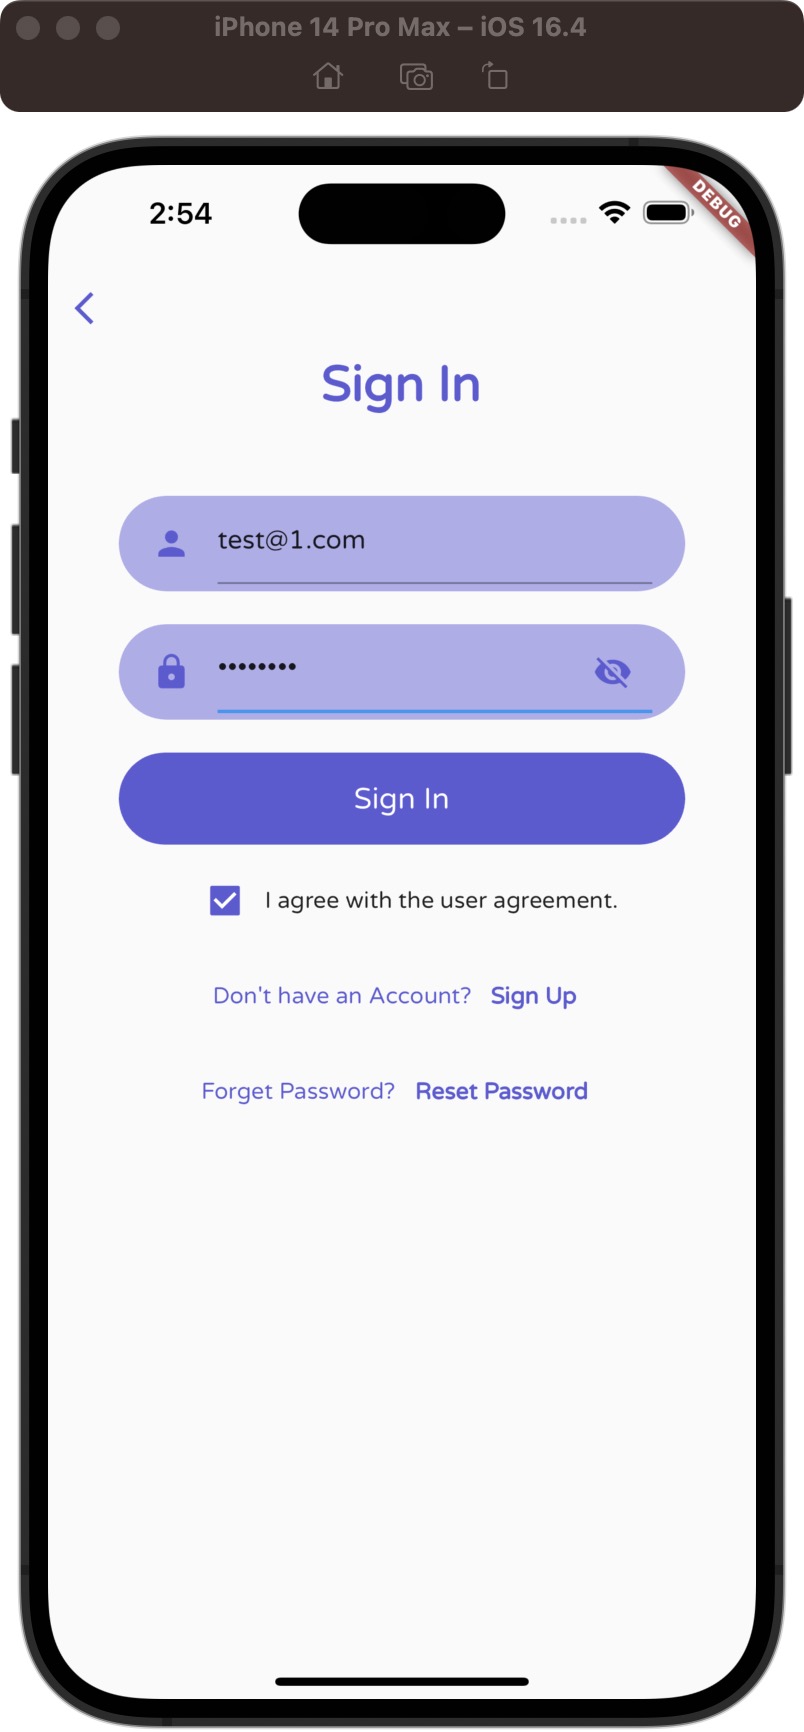 iPhone 14 Pro Max – iOS 16.4
2:54
DEBUG
Sign In
test@1.com
••••••••
Sign In
I agree with the user agreement.
Don't have an Account? Sign Up
Forget Password? Reset Password